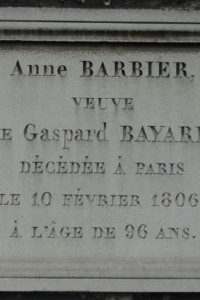 Anne BARBIER,
VEUVE
e Gaspard BAYAR
DÉCÉDÉE À PARIS
LE 10 FÉVRIER 1806
À L'ÂGE DE 96 ANS.